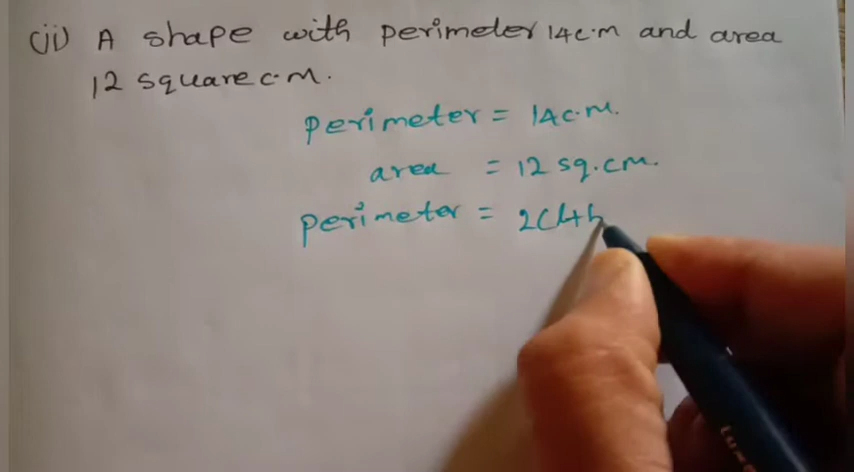 (ii) A shape with perimeter 14c.m and area
12 square c.m.
perimeter = 14c.m.
area = 12 sq.cm.
perimeter = 2(l+b